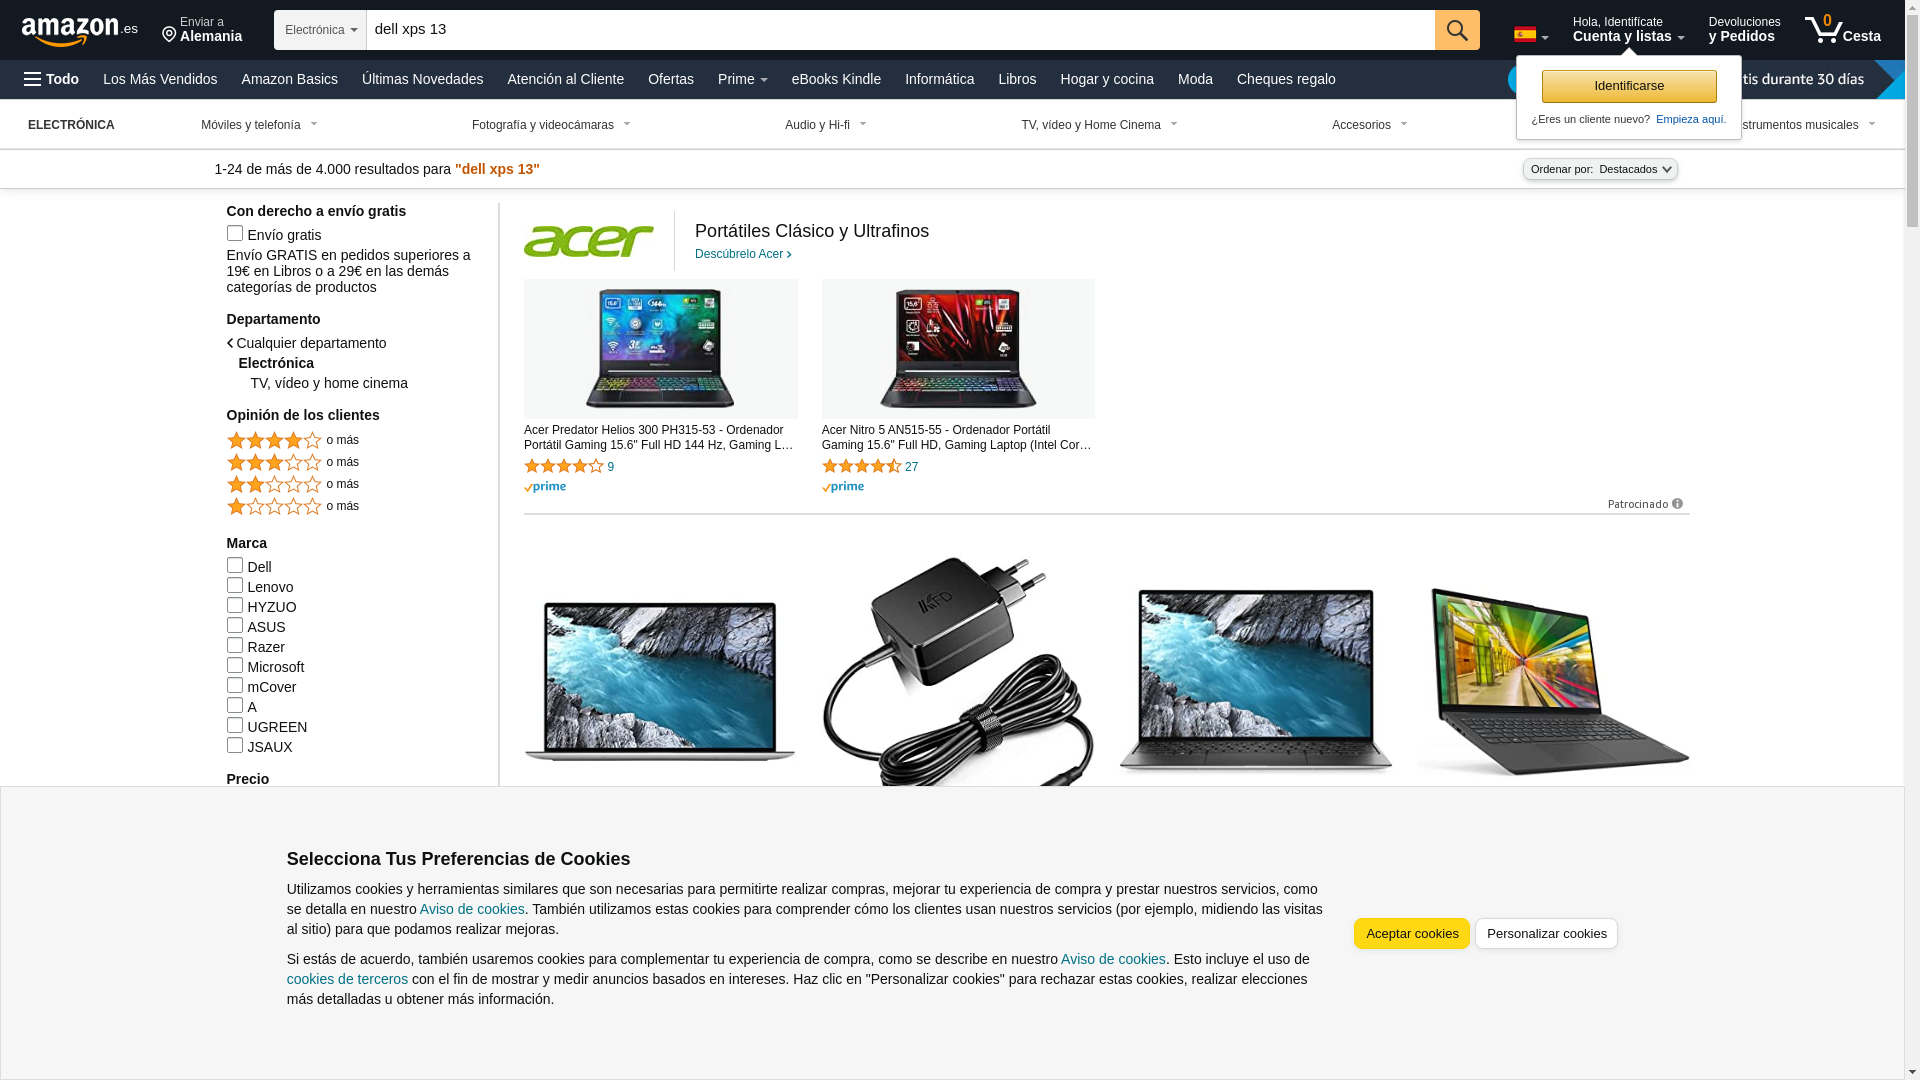 amazon.es
Enviar a
Alemania
Electrónica
dell xps 13
Hola, Identifícate
Cuenta y listas
Devoluciones
y Pedidos
0
Cesta
Todo
Los Más Vendidos
Amazon Basics
Últimas Novedades
Atención al Cliente
Ofertas
Prime
eBooks Kindle
Informática
Libros
Hogar y cocina
Moda
Cheques regalo
tis durante 30 días
Identificarse
¿Eres un cliente nuevo? Empieza aquí.
ELECTRÓNICA
Móviles y telefonía
Fotografía y videocámaras
Audio y Hi-fi
TV, vídeo y Home Cinema
Accesorios
strumentos musicales
1-24 de más de 4.000 resultados para "dell xps 13"
Ordenar por: Destacados
Con derecho a envío gratis
Envío gratis
Envío GRATIS en pedidos superiores a
19€ en Libros o a 29€ en las demás
categorías de productos
Departamento
Cualquier departamento
Electrónica
TV, vídeo y home cinema
Opinión de los clientes
o más
o más
o más
o más
Marca
Dell
Lenovo
HYZUO
ASUS
Razer
Microsoft
mCover
A
UGREEN
JSAUX
Precio
acer
Portátiles Clásico y Ultrafinos
Descúbrelo Acer
Acer Predator Helios 300 PH315-53 - Ordenador
Portátil Gaming 15.6" Full HD 144 Hz, Gaming L…
9
prime
Acer Nitro 5 AN515-55 - Ordenador Portátil
Gaming 15.6" Full HD, Gaming Laptop (Intel Cor…
27
prime
Patrocinado
KFD
Selecciona Tus Preferencias de Cookies
Utilizamos cookies y herramientas similares que son necesarias para permitirte realizar compras, mejorar tu experiencia de compra y prestar nuestros servicios, como
se detalla en nuestro Aviso de cookies. También utilizamos estas cookies para comprender cómo los clientes usan nuestros servicios (por ejemplo, midiendo las visitas
al sitio) para que podamos realizar mejoras.
Si estás de acuerdo, también usaremos cookies para complementar tu experiencia de compra, como se describe en nuestro Aviso de cookies. Esto incluye el uso de
cookies de terceros con el fin de mostrar y medir anuncios basados en intereses. Haz clic en "Personalizar cookies" para rechazar estas cookies, realizar elecciones
más detalladas u obtener más información.
Aceptar cookies
Personalizar cookies